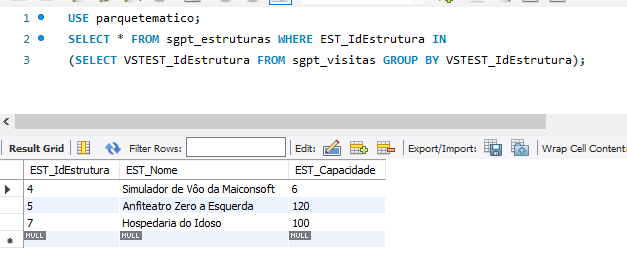 1 USE parquetematico;
2 SELECT * FROM sgpt_estruturas WHERE EST_IdEstrutura IN
3 (SELECT VSTEST_IdEstrutura FROM sgpt_visitas GROUP BY VSTEST_IdEstrutura);
Result Grid Filter Rows: Edit: Export/Import: Wrap Cell Content:
EST_IdEstrutura EST_Nome EST_Capacidade
4 Simulador de Vôo da Maiconsoft 6
5 Anfiteatro Zero a Esquerda 120
7 Hospedaria do Idoso 100
NULL NULL NULL